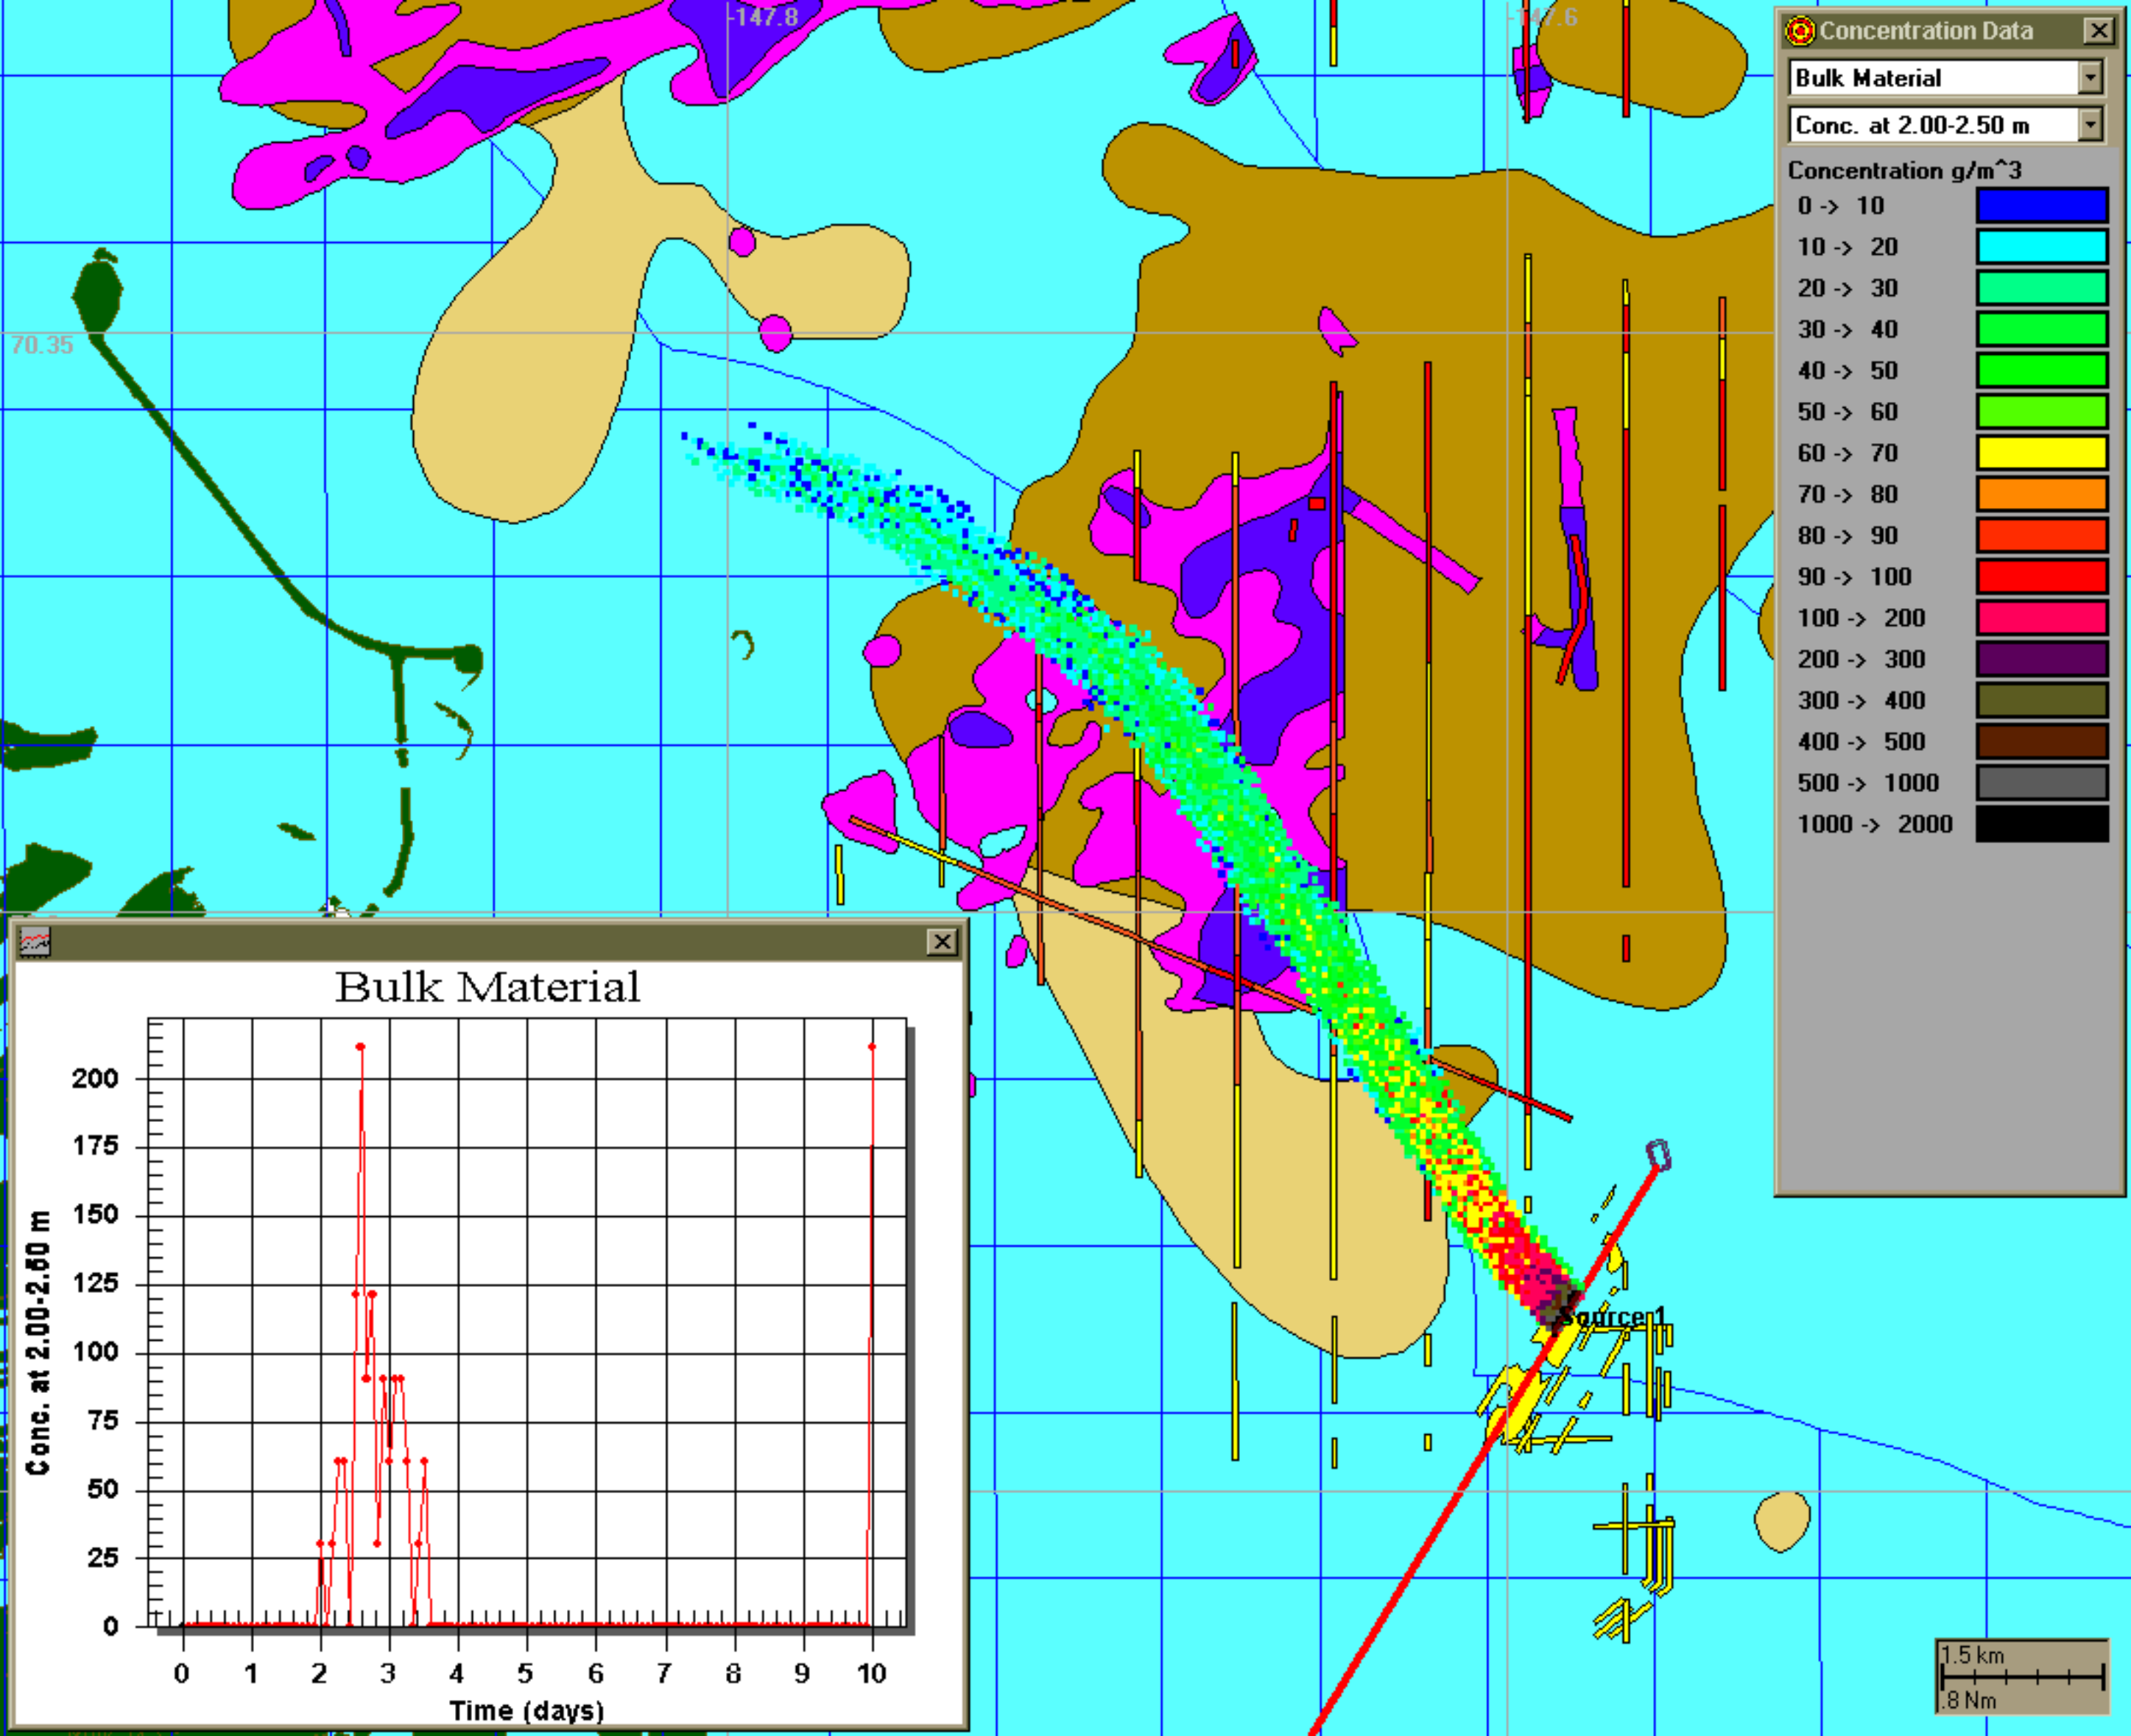 -147.8
-147.6
70.35
Concentration Data
Bulk Material
Conc. at 2.00-2.50 m
Concentration g/m^3
0 -> 10
10 -> 20
20 -> 30
30 -> 40
40 -> 50
50 -> 60
60 -> 70
70 -> 80
80 -> 90
90 -> 100
100 -> 200
200 -> 300
300 -> 400
400 -> 500
500 -> 1000
1000 -> 2000
Source 1
Bulk Material
Conc. at 2.00-2.50 m
200
175
150
125
100
75
50
25
0
0 1 2 3 4 5 6 7 8 9 10
Time (days)
1.5 km
.8 Nm